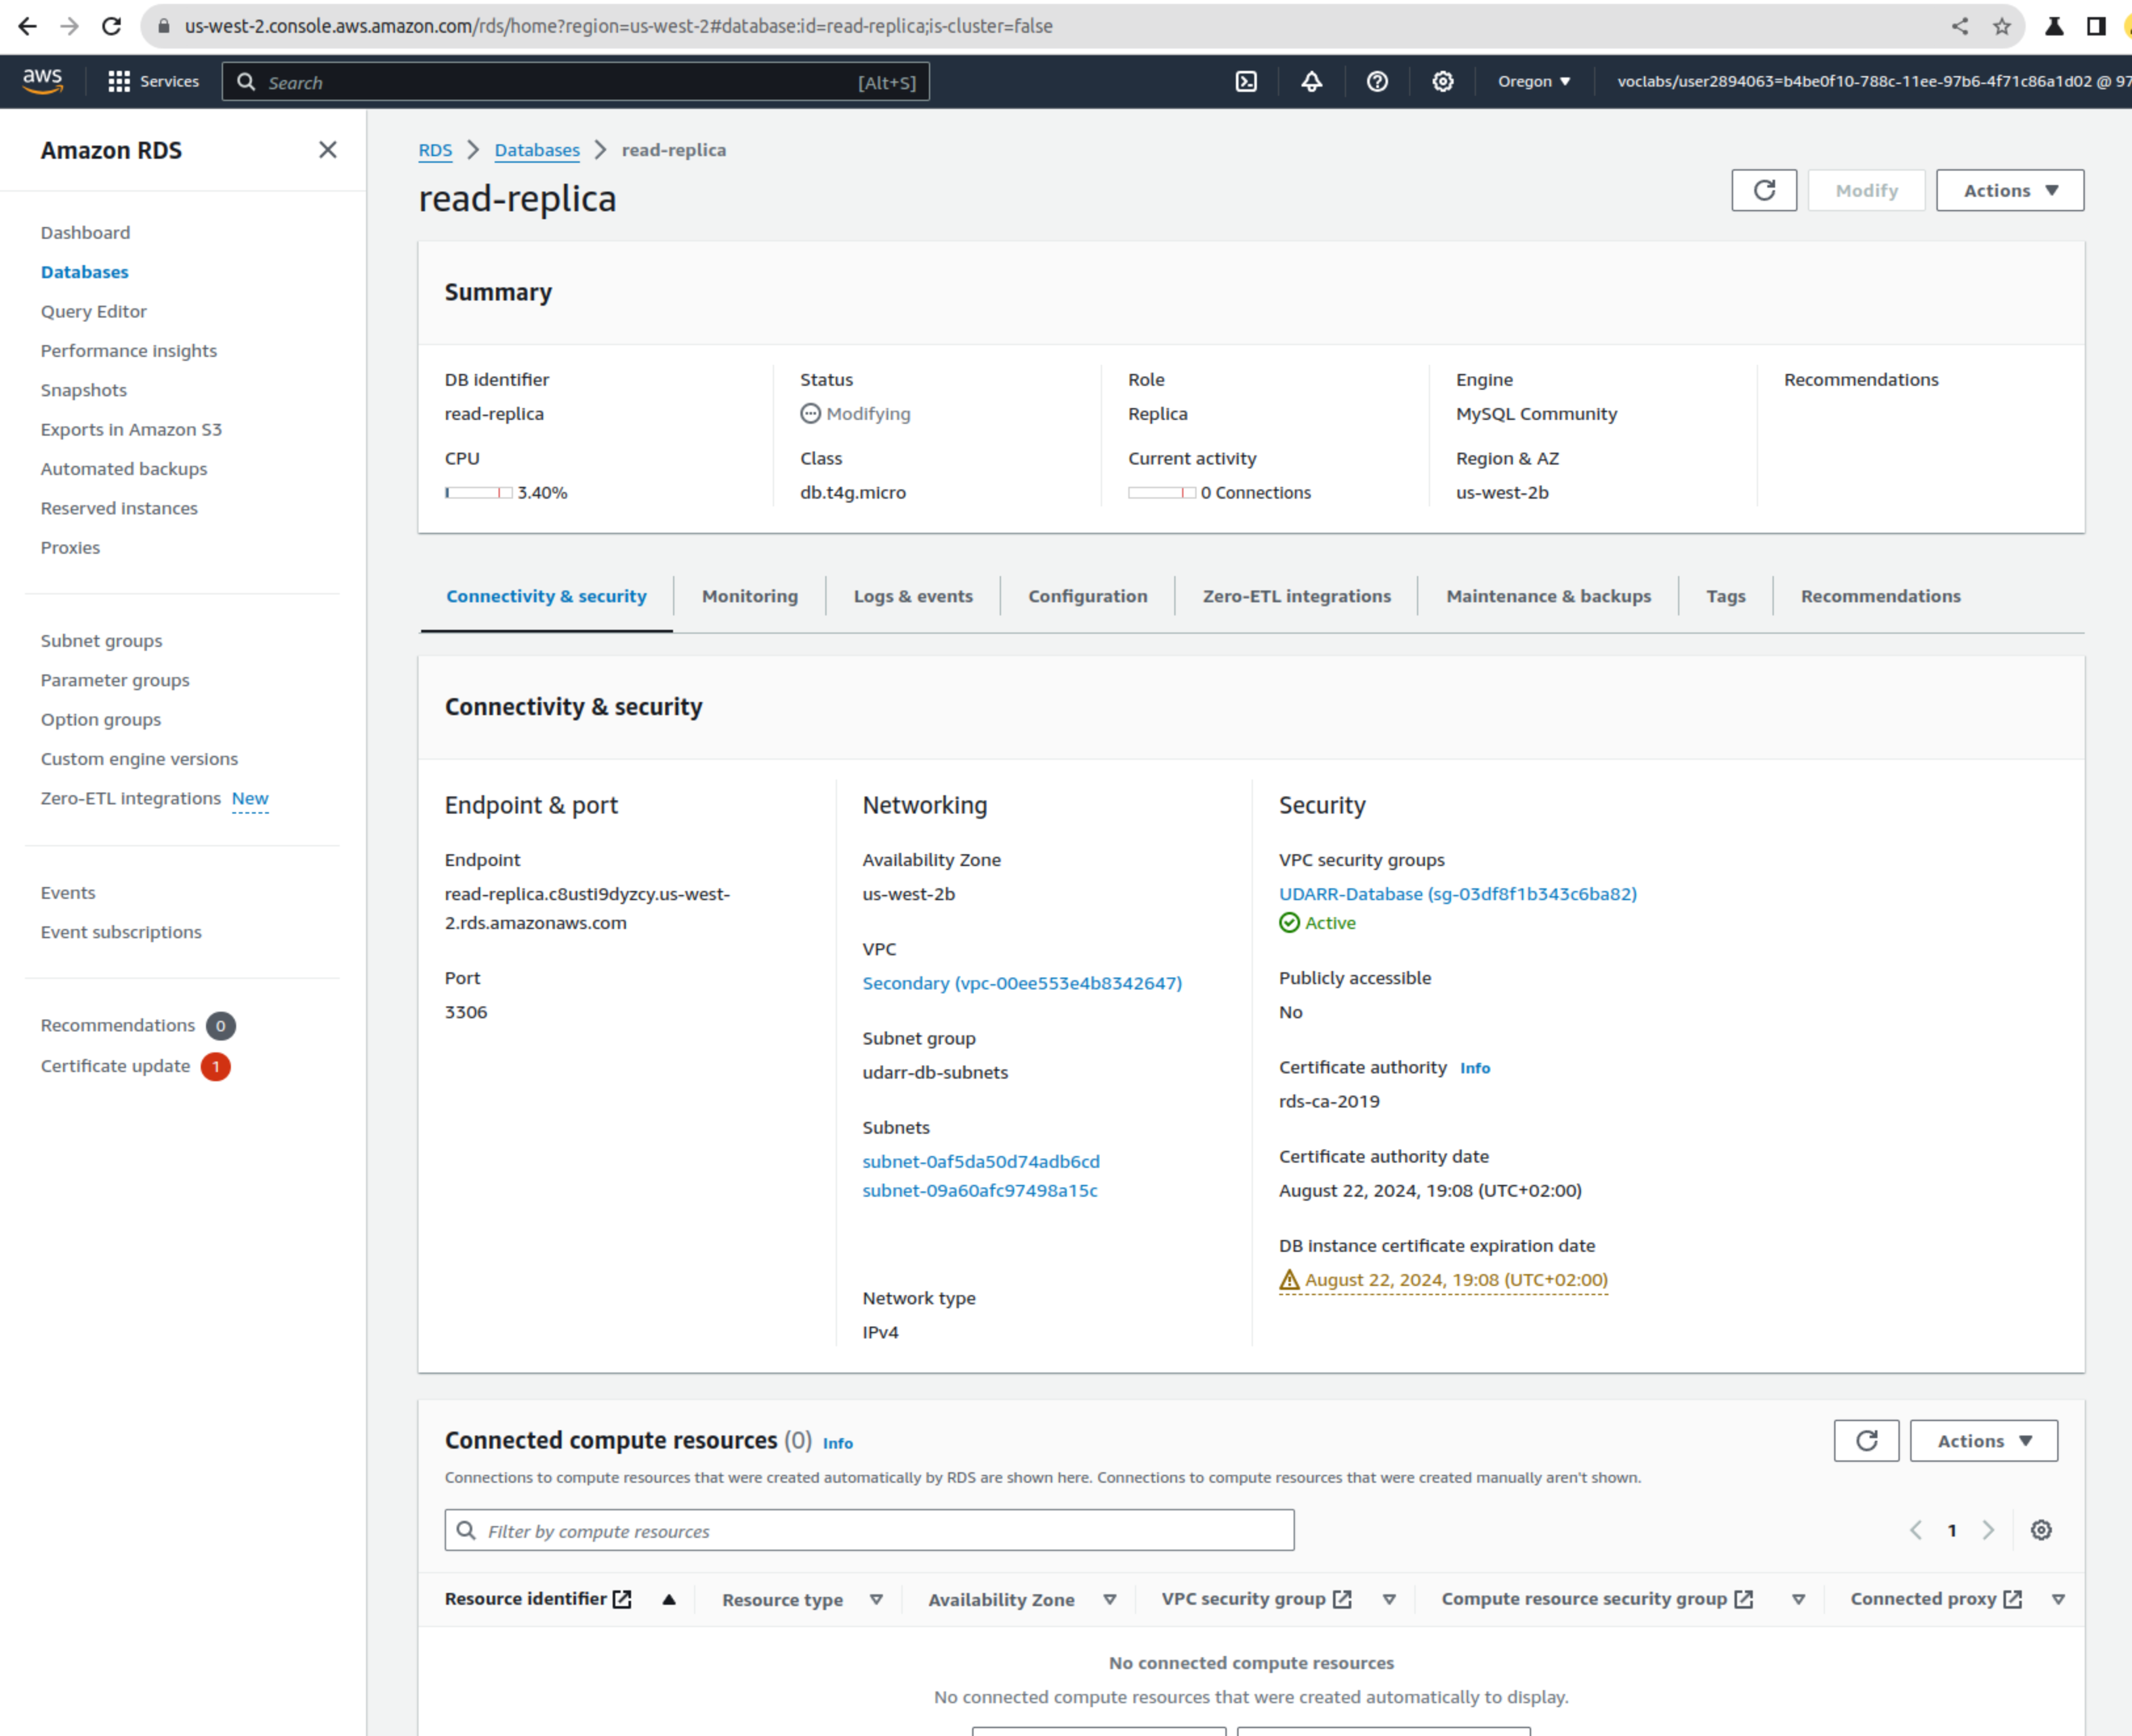 us-west-2.console.aws.amazon.com/rds/home?region=us-west-2#database:id=read-replica;is-cluster=false
aws
Services
Search
[Alt+S]
Oregon
voclabs/user2894063=b4be0f10-788c-11ee-97b6-4f71c86a1d02 @ 97
Amazon RDS
Dashboard
Databases
Query Editor
Performance insights
Snapshots
Exports in Amazon S3
Automated backups
Reserved instances
Proxies
Subnet groups
Parameter groups
Option groups
Custom engine versions
Zero-ETL integrations New
Events
Event subscriptions
Recommendations 0
Certificate update 1
RDS > Databases > read-replica
read-replica
Modify
Actions
Summary
DB identifier
read-replica
CPU
3.40%
Status
Modifying
Class
db.t4g.micro
Role
Replica
Current activity
0 Connections
Engine
MySQL Community
Region & AZ
us-west-2b
Recommendations
Connectivity & security
Monitoring
Logs & events
Configuration
Zero-ETL integrations
Maintenance & backups
Tags
Recommendations
Connectivity & security
Endpoint & port
Endpoint
read-replica.c8usti9dyzcy.us-west-
2.rds.amazonaws.com
Port
3306
Networking
Availability Zone
us-west-2b
VPC
Secondary (vpc-00ee553e4b8342647)
Subnet group
udarr-db-subnets
Subnets
subnet-0af5da50d74adb6cd
subnet-09a60afc97498a15c
Network type
IPv4
Security
VPC security groups
UDARR-Database (sg-03df8f1b343c6ba82)
Active
Publicly accessible
No
Certificate authority Info
rds-ca-2019
Certificate authority date
August 22, 2024, 19:08 (UTC+02:00)
DB instance certificate expiration date
August 22, 2024, 19:08 (UTC+02:00)
Connected compute resources (0) Info
Actions
Connections to compute resources that were created automatically by RDS are shown here. Connections to compute resources that were created manually aren't shown.
Filter by compute resources
1
Resource identifier
Resource type
Availability Zone
VPC security group
Compute resource security group
Connected proxy
No connected compute resources
No connected compute resources that were created automatically to display.